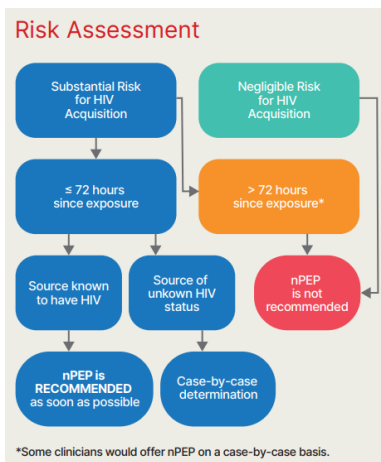 Risk Assessment
Substantial Risk
for HIV
Acquisition
Negligible Risk
for HIV
Acquisition
≤ 72 hours
since exposure
> 72 hours
since exposure*
Source known
to have HIV
Source of
unkown HIV
status
nPEP
is not
recommended
nPEP is
RECOMMENDED
as soon as possible
Case-by-case
determination
*Some clinicians would offer nPEP on a case-by-case basis.